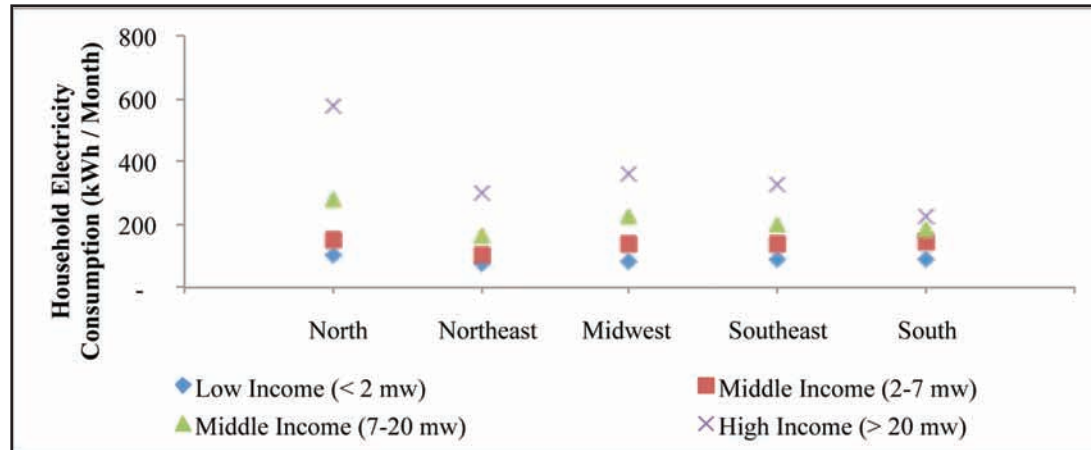 800
600
400
200
-
Household Electricity
Consumption (kWh / Month)
North Northeast Midwest Southeast South
Low Income (< 2 mw) Middle Income (2-7 mw)
Middle Income (7-20 mw) High Income (> 20 mw)